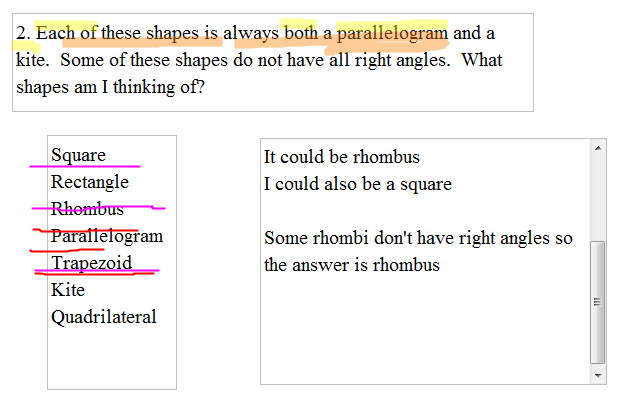 2. Each of these shapes is always both a parallelogram and a
kite. Some of these shapes do not have all right angles. What
shapes am I thinking of?
Square
Rectangle
Rhombus
Parallelogram
Trapezoid
Kite
Quadrilateral
It could be rhombus
I could also be a square
Some rhombi don't have right angles so
the answer is rhombus